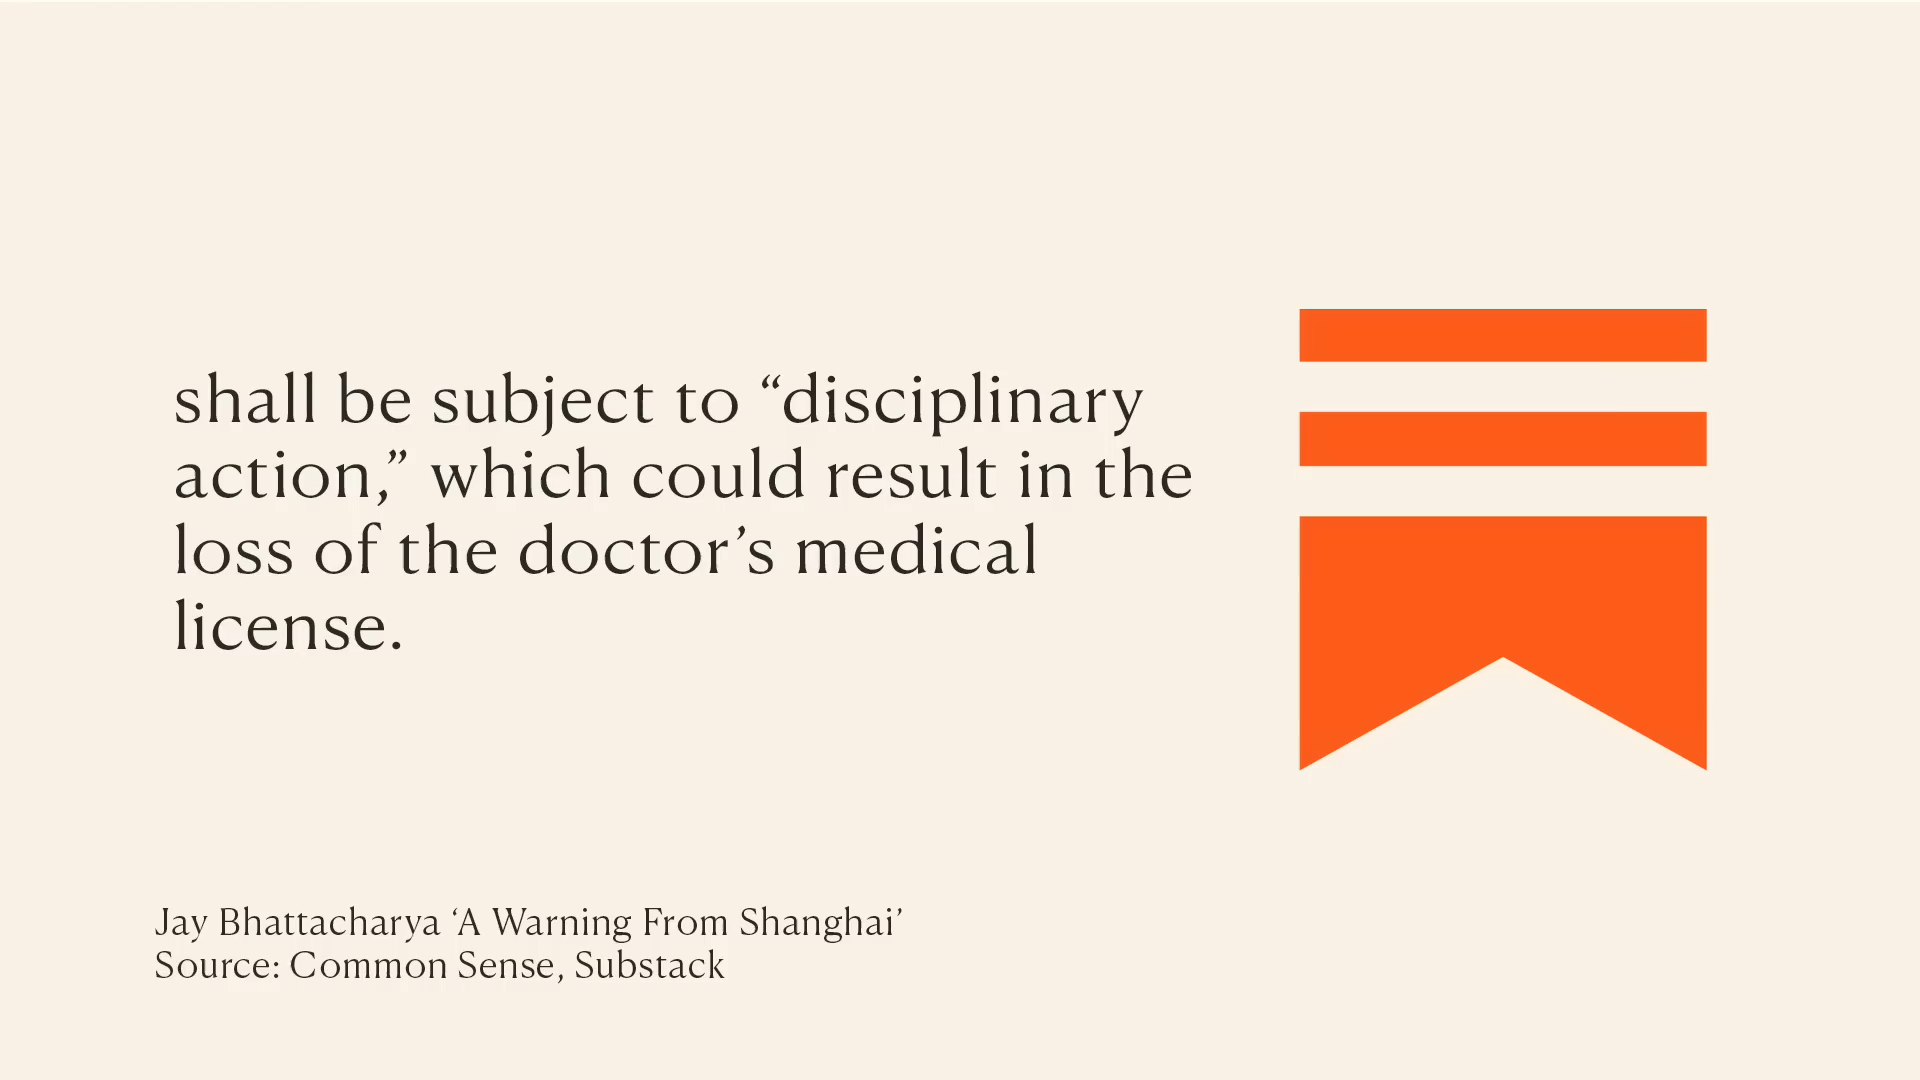 shall be subject to “disciplinary
action,” which could result in the
loss of the doctor’s medical
license.
Jay Bhattacharya ‘A Warning From Shanghai’
Source: Common Sense, Substack